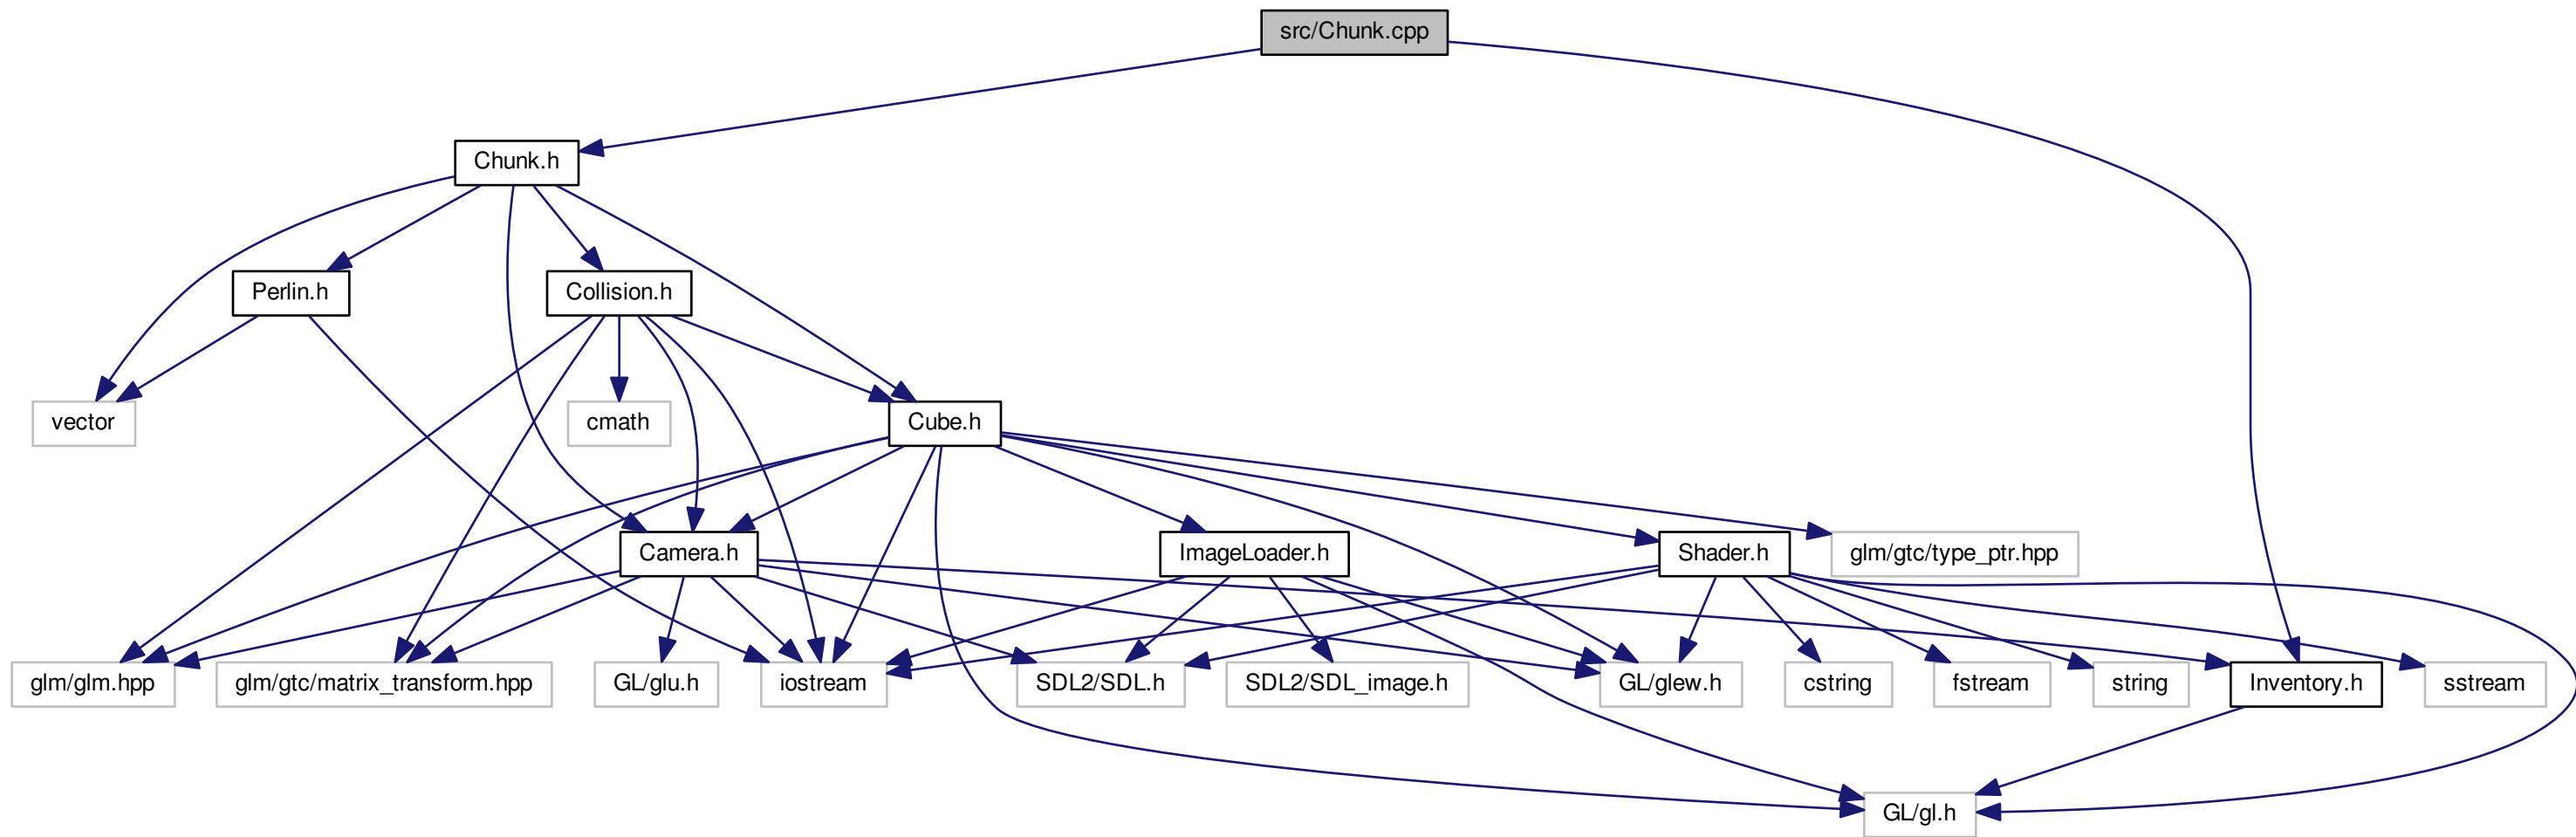 src/Chunk.cpp
Chunk.h
Perlin.h
Collision.h
vector
cmath
Cube.h
Camera.h
ImageLoader.h
Shader.h
glm/gtc/type_ptr.hpp
glm/glm.hpp
glm/gtc/matrix_transform.hpp
GL/glu.h
iostream
SDL2/SDL.h
SDL2/SDL_image.h
GL/glew.h
cstring
fstream
string
Inventory.h
sstream
GL/gl.h